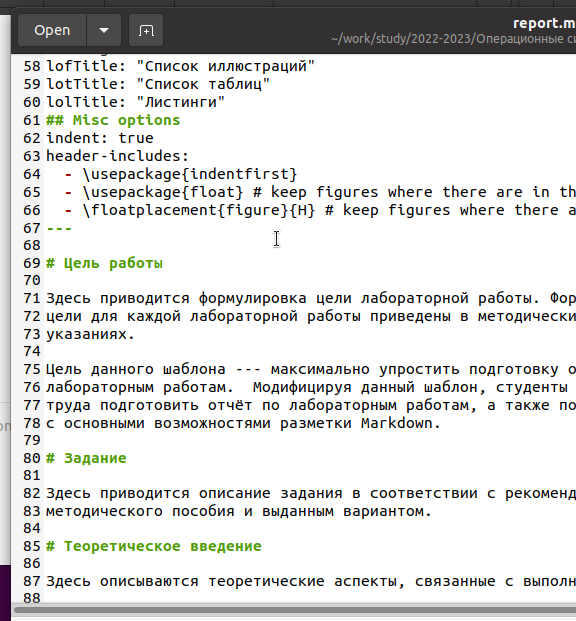 Open
report.m
~/work/study/2022-2023/Операционные си
58 lofTitle: "Список иллюстраций"
59 lotTitle: "Список таблиц"
60 lolTitle: "Листинги"
61 ## Misc options
62 indent: true
63 header-includes:
64   - \usepackage{indentfirst}
65   - \usepackage{float} # keep figures where there are in th
66   - \floatplacement{figure}{H} # keep figures where there a
67 ---
68
69 # Цель работы
70
71 Здесь приводится формулировка цели лабораторной работы. Фор
72 цели для каждой лабораторной работы приведены в методически
73 указаниях.
74
75 Цель данного шаблона --- максимально упростить подготовку о
76 лабораторным работам.  Модифицируя данный шаблон, студенты
77 труда подготовить отчёт по лабораторным работам, а также по
78 с основными возможностями разметки Markdown.
79
80 # Задание
81
82 Здесь приводится описание задания в соответствии с рекоменд
83 методического пособия и выданным вариантом.
84
85 # Теоретическое введение
86
87 Здесь описываются теоретические аспекты, связанные с выполн
88